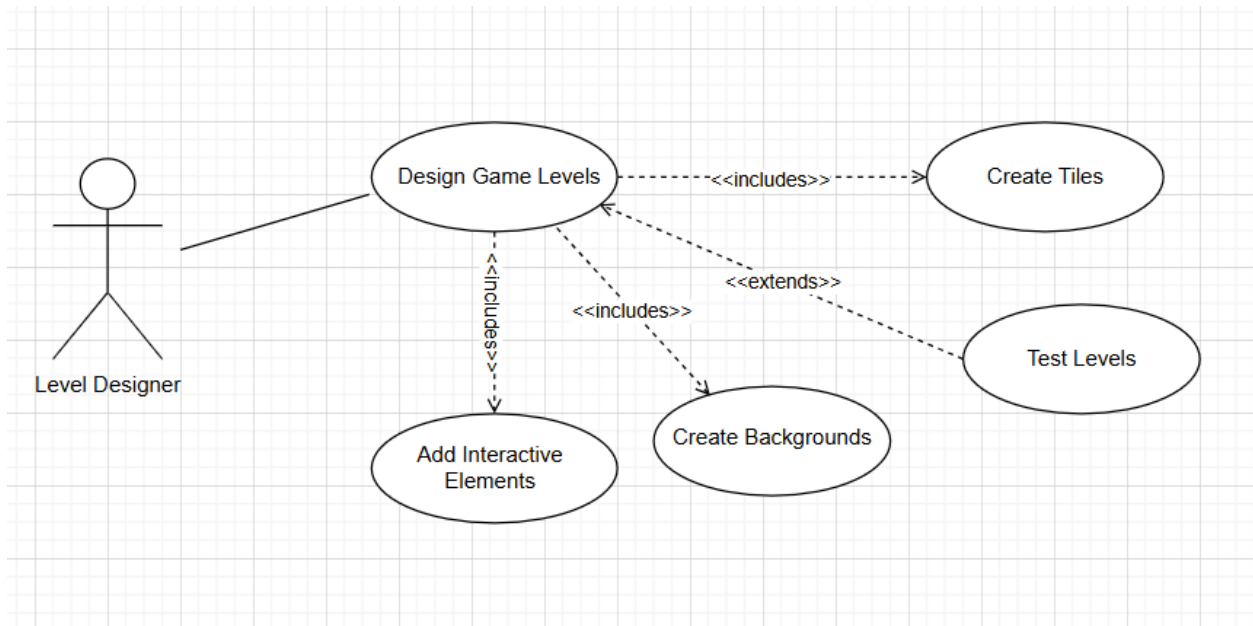 Design Game Levels
<<includes>>
Create Tiles
<<includes>>
<<extends>>
<<includes>>
Test Levels
Level Designer
Create Backgrounds
Add Interactive
Elements